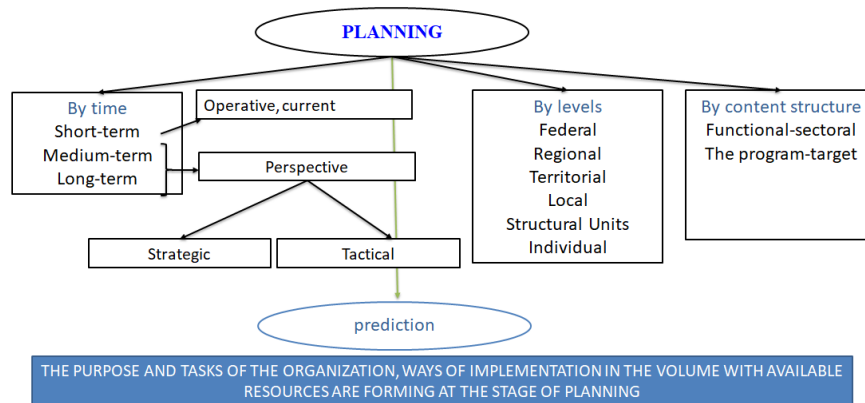 PLANNING
By time
Short-term
Medium-term
Long-term
Operative, current
Perspective
Strategic
Tactical
By levels
Federal
Regional
Territorial
Local
Structural Units
Individual
By content structure
Functional-sectoral
The program-target
prediction
THE PURPOSE AND TASKS OF THE ORGANIZATION, WAYS OF IMPLEMENTATION IN THE VOLUME WITH AVAILABLE
RESOURCES ARE FORMING AT THE STAGE OF PLANNING